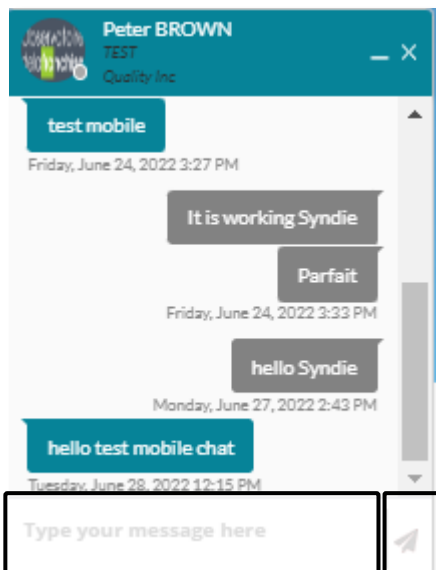 Peter BROWN
TEST
Quality Inc
test mobile
Friday, June 24, 2022 3:27 PM
It is working Syndie
Parfait
Friday, June 24, 2022 3:33 PM
hello Syndie
Monday, June 27, 2022 2:43 PM
hello test mobile chat
Tuesday, June 28, 2022 12:15 PM
Type your message here